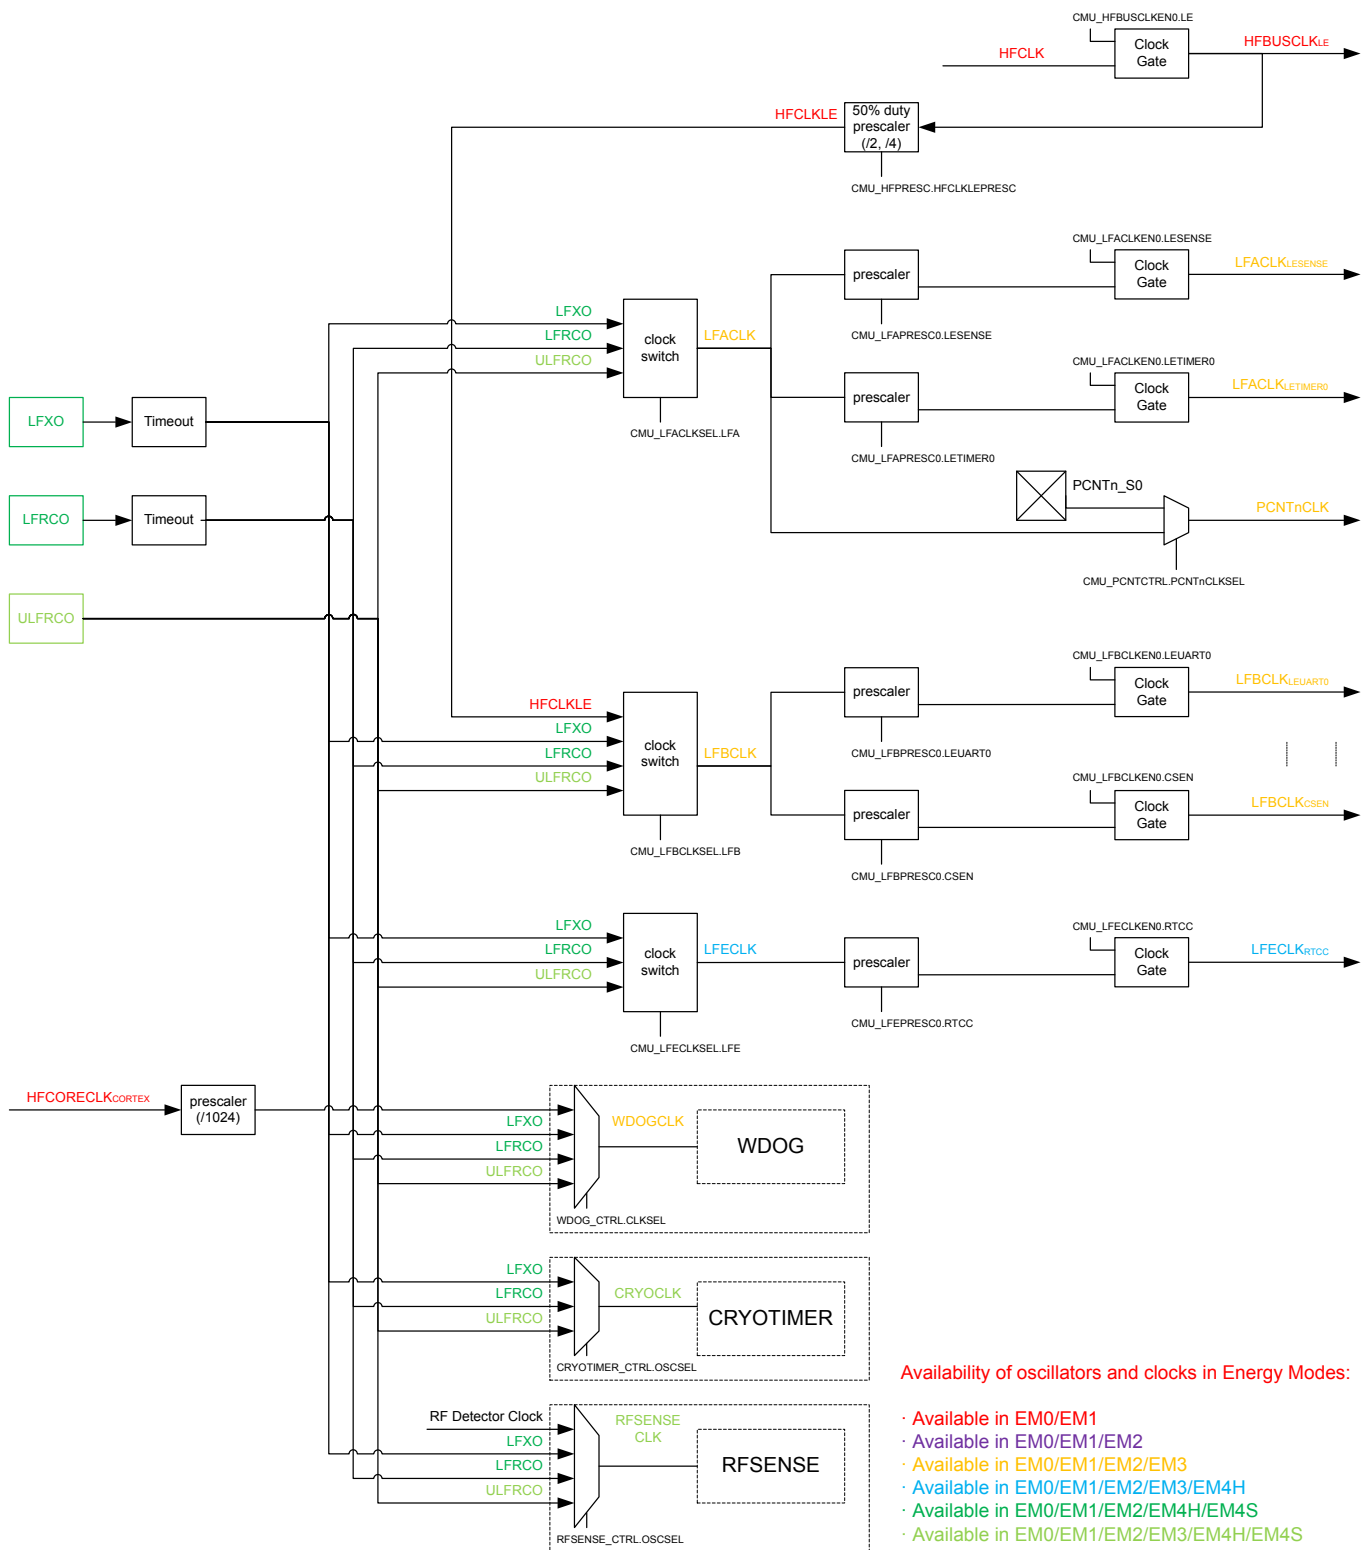 CMU_HFBUSCLKEN0.LE
HFCLK
Clock
Gate
HFBUSCLKLE
HFCLKLE
50% duty
prescaler
(/2, /4)
CMU_HFPRESC.HFCLKLEPRESC
CMU_LFACLKEN0.LESENSE
prescaler
Clock
Gate
LFACLKLESENSE
CMU_LFAPRESC0.LESENSE
LFXO
LFRCO
ULFRCO
clock
switch
LFACLK
CMU_LFACLKSEL.LFA
CMU_LFACLKEN0.LETIMER0
prescaler
Clock
Gate
LFACLKLETIMER0
CMU_LFAPRESC0.LETIMER0
LFXO
Timeout
PCNTn_S0
PCNTnCLK
CMU_PCNTCTRL.PCNTnCLKSEL
LFRCO
Timeout
ULFRCO
CMU_LFBCLKEN0.LEUART0
prescaler
Clock
Gate
LFBCLKLEUART0
CMU_LFBPRESC0.LEUART0
HFCLKLE
LFXO
LFRCO
ULFRCO
clock
switch
LFBCLK
CMU_LFBCLKSEL.LFB
CMU_LFBCLKEN0.CSEN
prescaler
Clock
Gate
LFBCLKCSEN
CMU_LFBPRESC0.CSEN
LFXO
LFRCO
ULFRCO
clock
switch
LFECLK
CMU_LFECLKSEL.LFE
prescaler
CMU_LFEPRESC0.RTCC
CMU_LFECLKEN0.RTCC
Clock
Gate
LFECLKRTCC
HFCORECLKCORTEX
prescaler
(/1024)
LFXO
LFRCO
ULFRCO
WDOGCLK
WDOG
WDOG_CTRL.CLKSEL
LFXO
LFRCO
ULFRCO
CRYOCLK
CRYOTIMER
CRYOTIMER_CTRL.OSCSEL
RF Detector Clock
LFXO
LFRCO
ULFRCO
RFSENSE
CLK
RFSENSE
RFSENSE_CTRL.OSCSEL
Availability of oscillators and clocks in Energy Modes:
· Available in EM0/EM1
· Available in EM0/EM1/EM2
· Available in EM0/EM1/EM2/EM3
· Available in EM0/EM1/EM2/EM3/EM4H
· Available in EM0/EM1/EM2/EM4H/EM4S
· Available in EM0/EM1/EM2/EM3/EM4H/EM4S